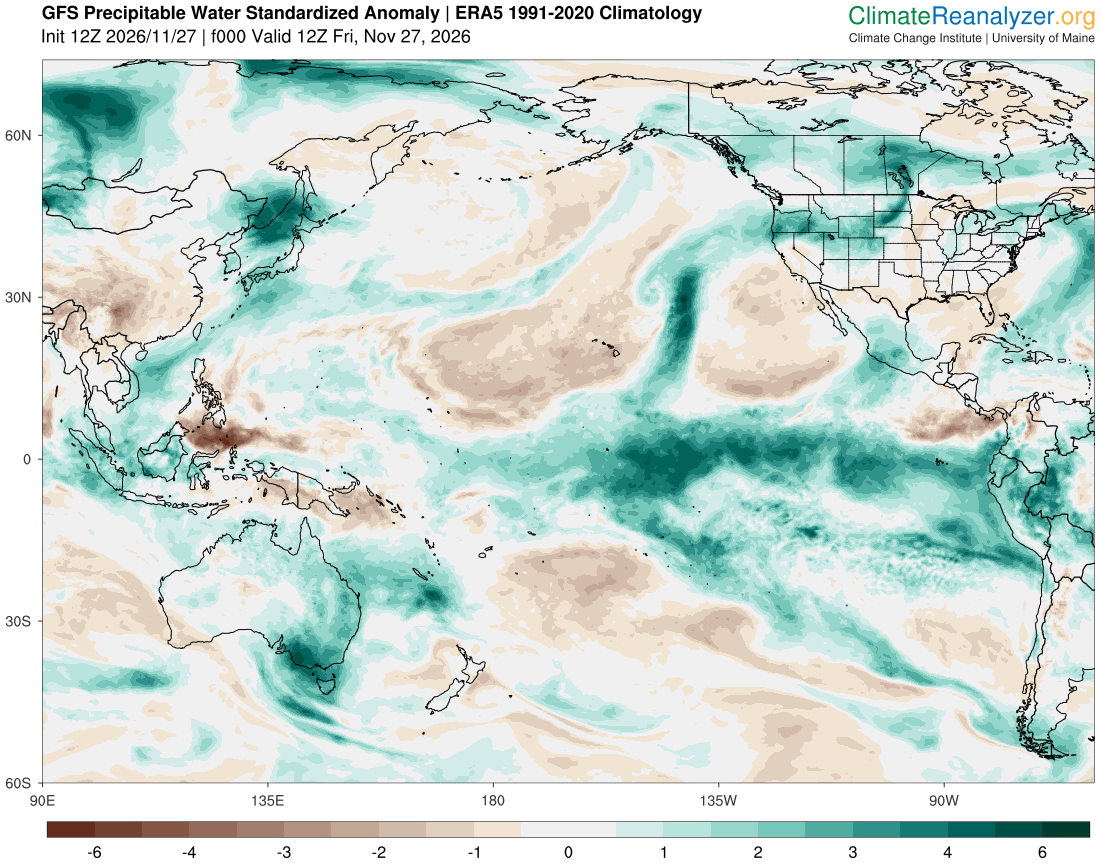 GFS Precipitable Water Standardized Anomaly | ERA5 1991-2020 Climatology
Init 12Z 2026/11/27 | f000 Valid 12Z Fri, Nov 27, 2026
ClimateReanalyzer.org
Climate Change Institute | University of Maine
60N
30N
0
30S
60S
90E 135E 180 135W 90W
-6 -5 -4 -3 -2 -1 0 1 2 3 4 5 6